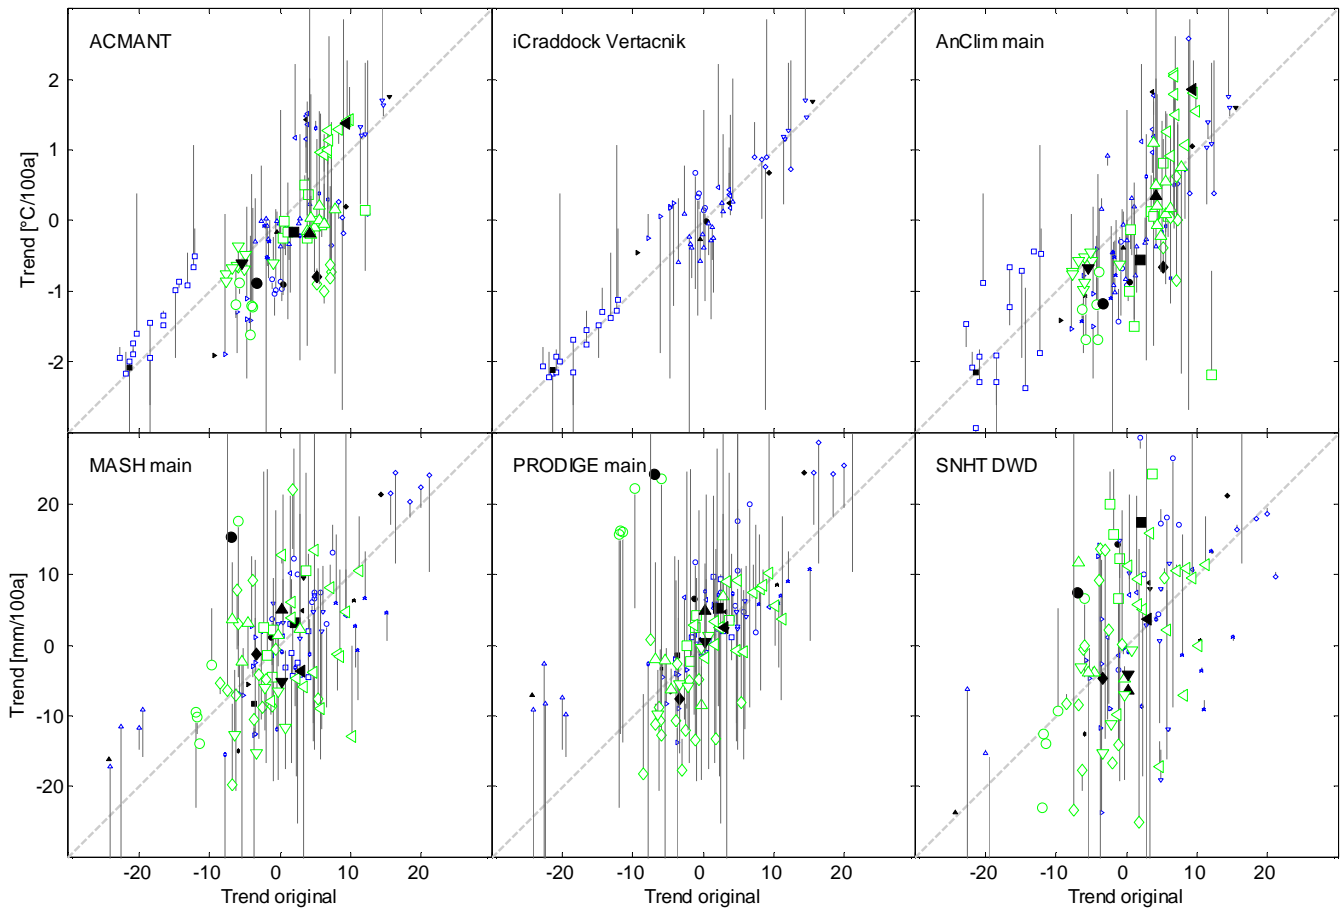 ACMANT
iCraddock Vertacnik
AnClim main
2
1
0
-1
-2
Trend [°C/100a]
MASH main
PRODIGE main
SNHT DWD
20
10
0
-10
-20
Trend [mm/100a]
-20 -10 0 10 20
-20 -10 0 10 20
-20 -10 0 10 20
Trend original
Trend original
Trend original